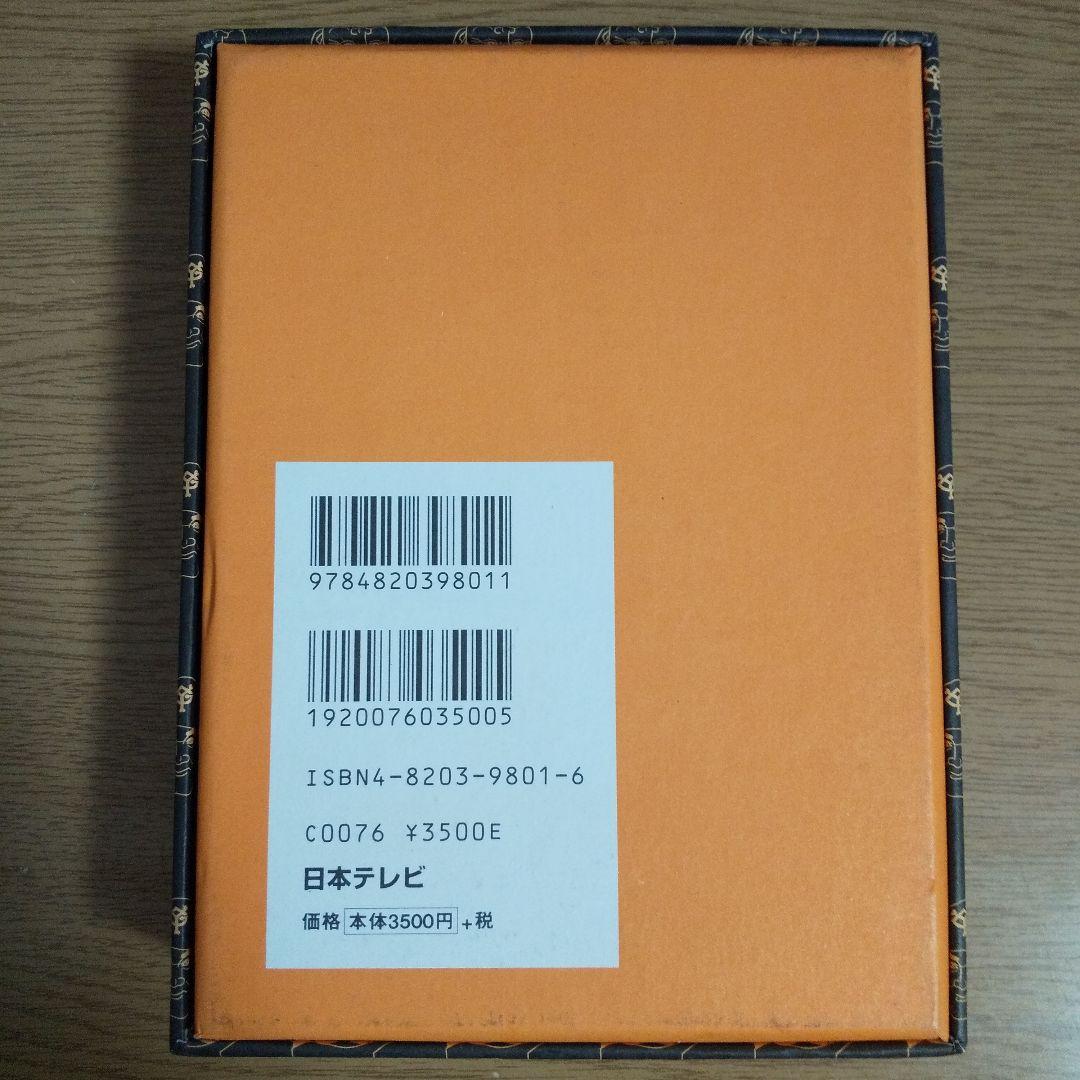 9784820398011
1920076035005
ISBN4-8203-9801-6
C0076 ¥3500E
日本テレビ
価格 本体3500円 +税